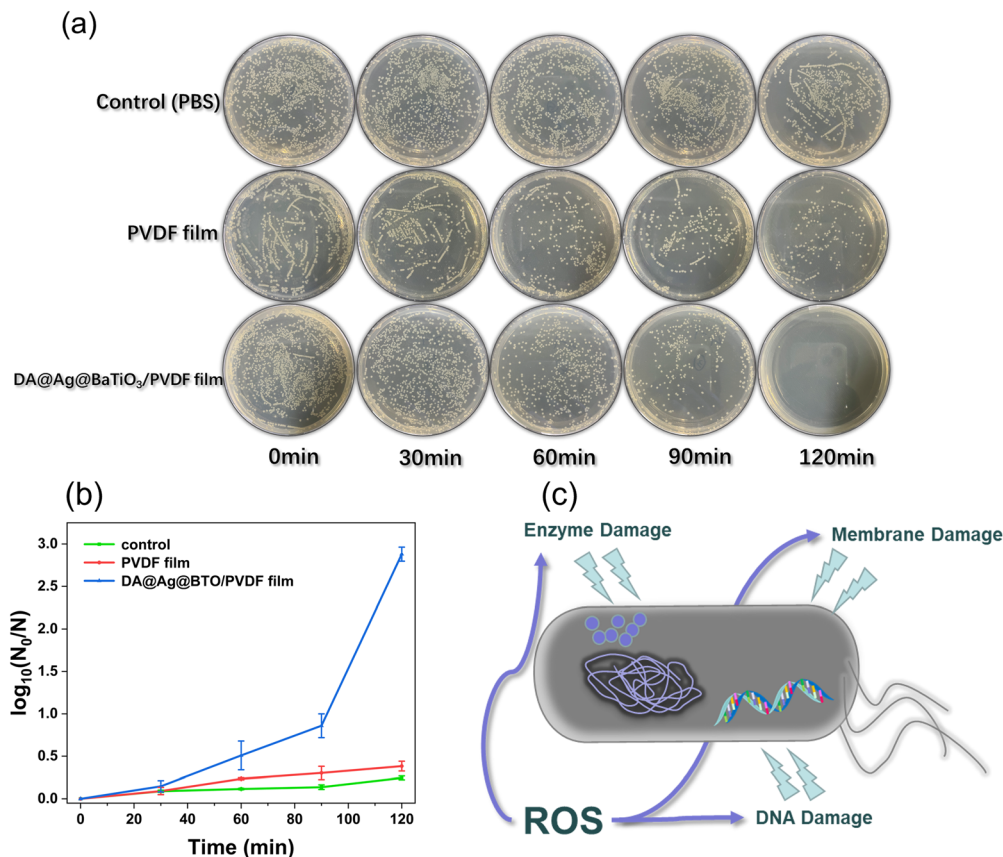 (a)
Control (PBS)
PVDF film
DA@Ag@BaTiO₃/PVDF film
0min 30min 60min 90min 120min
(b)
control
PVDF film
DA@Ag@BTO/PVDF film
log₁₀(N₀/N)
3.0
2.5
2.0
1.5
1.0
0.5
0.0
0 20 40 60 80 100 120
Time (min)
(c)
Enzyme Damage
Membrane Damage
ROS
DNA Damage